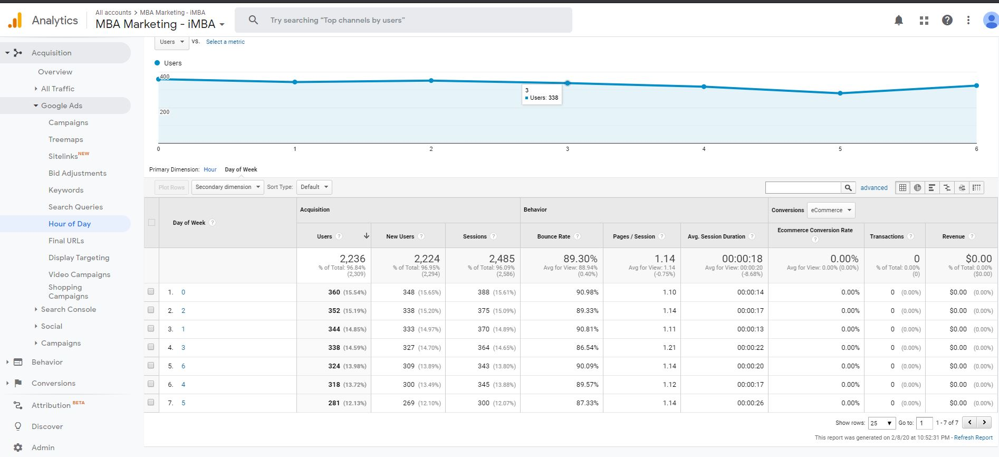 Analytics
All accounts > MBA Marketing - iMBA
MBA Marketing - iMBA
Try searching “Top channels by users”
Acquisition
Overview
All Traffic
Google Ads
Campaigns
Treemaps
Sitelinks NEW
Bid Adjustments
Keywords
Search Queries
Hour of Day
Final URLs
Display Targeting
Video Campaigns
Shopping
Campaigns
Search Console
Social
Campaigns
Behavior
Conversions
Attribution BETA
Discover
Admin
Users vs. Select a metric
Users
400
200
3
Users: 338
0 1 2 3 4 5 6
Primary Dimension: Hour Day of Week
Plot Rows Secondary dimension Sort Type: Default advanced
Day of Week ?
Acquisition Behavior Conversions eCommerce
Users ? New Users ? Sessions ? Bounce Rate ? Pages / Session ? Avg. Session Duration ? Ecommerce Conversion Rate ? Transactions ? Revenue ?
2,236 2,224 2,485 89.30% 1.14 00:00:18 0.00% 0 $0.00
% of Total: 96.84% % of Total: 96.95% % of Total: 96.09% Avg for View: 88.94% Avg for View: 1.14 Avg for View: 00:00:20 Avg for View: 0.00% (0.00%) % of Total: 0.00% % of Total: 0.00%
(2,309) (2,294) (2,586) (0.40%) (-0.75%) (-8.68%) (0) ($0.00)
1. 0 360 (15.54%) 348 (15.65%) 388 (15.61%) 90.98% 1.10 00:00:14 0.00% 0 (0.00%) $0.00 (0.00%)
2. 2 352 (15.19%) 338 (15.20%) 375 (15.09%) 89.33% 1.14 00:00:17 0.00% 0 (0.00%) $0.00 (0.00%)
3. 1 344 (14.85%) 333 (14.97%) 370 (14.89%) 90.81% 1.11 00:00:13 0.00% 0 (0.00%) $0.00 (0.00%)
4. 3 338 (14.59%) 327 (14.70%) 364 (14.65%) 86.54% 1.21 00:00:22 0.00% 0 (0.00%) $0.00 (0.00%)
5. 6 324 (13.98%) 309 (13.89%) 343 (13.80%) 90.09% 1.14 00:00:20 0.00% 0 (0.00%) $0.00 (0.00%)
6. 4 318 (13.72%) 300 (13.49%) 345 (13.88%) 89.57% 1.12 00:00:17 0.00% 0 (0.00%) $0.00 (0.00%)
7. 5 281 (12.13%) 269 (12.10%) 300 (12.07%) 87.33% 1.14 00:00:26 0.00% 0 (0.00%) $0.00 (0.00%)
Show rows: 25 Go to: 1 1 - 7 of 7
This report was generated on 2/8/20 at 10:52:31 PM - Refresh Report